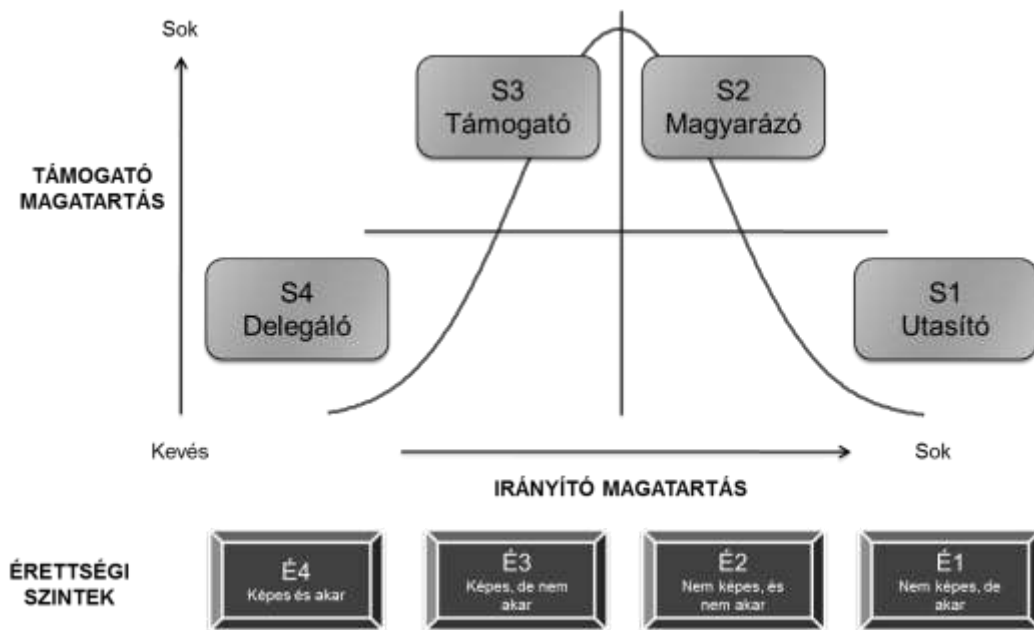 Sok
S3
Támogató
S2
Magyarázó
TÁMOGATÓ
MAGATARTÁS
S4
Delegáló
S1
Utasító
Kevés
Sok
IRÁNYÍTÓ MAGATARTÁS
ÉRETTSÉGI
SZINTEK
É4
Képes és akar
É3
Képes, de nem
akar
É2
Nem képes, és
nem akar
É1
Nem képes, de
akar